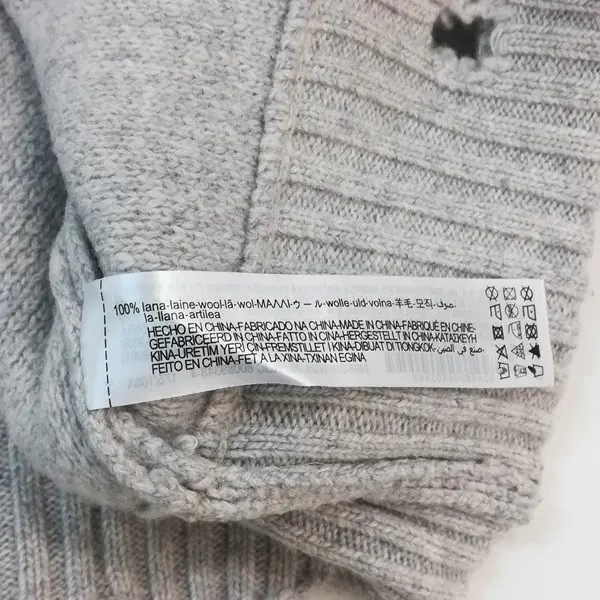 100% lana-laine-wool-lã-wol-ΜΑΛΛΙ-ウール-wolle-uld-volna-羊毛-모직-صوف-
la-llana-artilea
HECHO EN CHINA-FABRICADO NA CHINA-MADE IN CHINA-FABRIQUÉ EN CHINE-
GEFABRICEERD IN CHINA-FATTO IN CINA-HERGESTELLT IN CHINA-ΚΑΤΑΣΚΕΥΗ
KINA-ÜRETIM YERI ÇIN-FREMSTILLET I KINA-DIBUAT DI TIONGKOK-صنع في الصين-
FEITO EN CHINA-FET A LA XINA-TXINAN EGINA